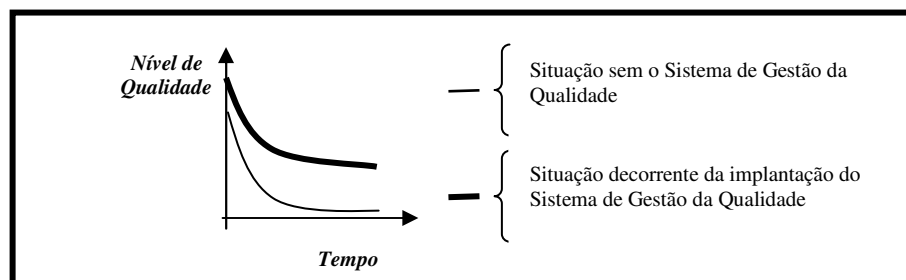 Nível de
Qualidade
Situação sem o Sistema de Gestão da
Qualidade
Situação decorrente da implantação do
Sistema de Gestão da Qualidade
Tempo